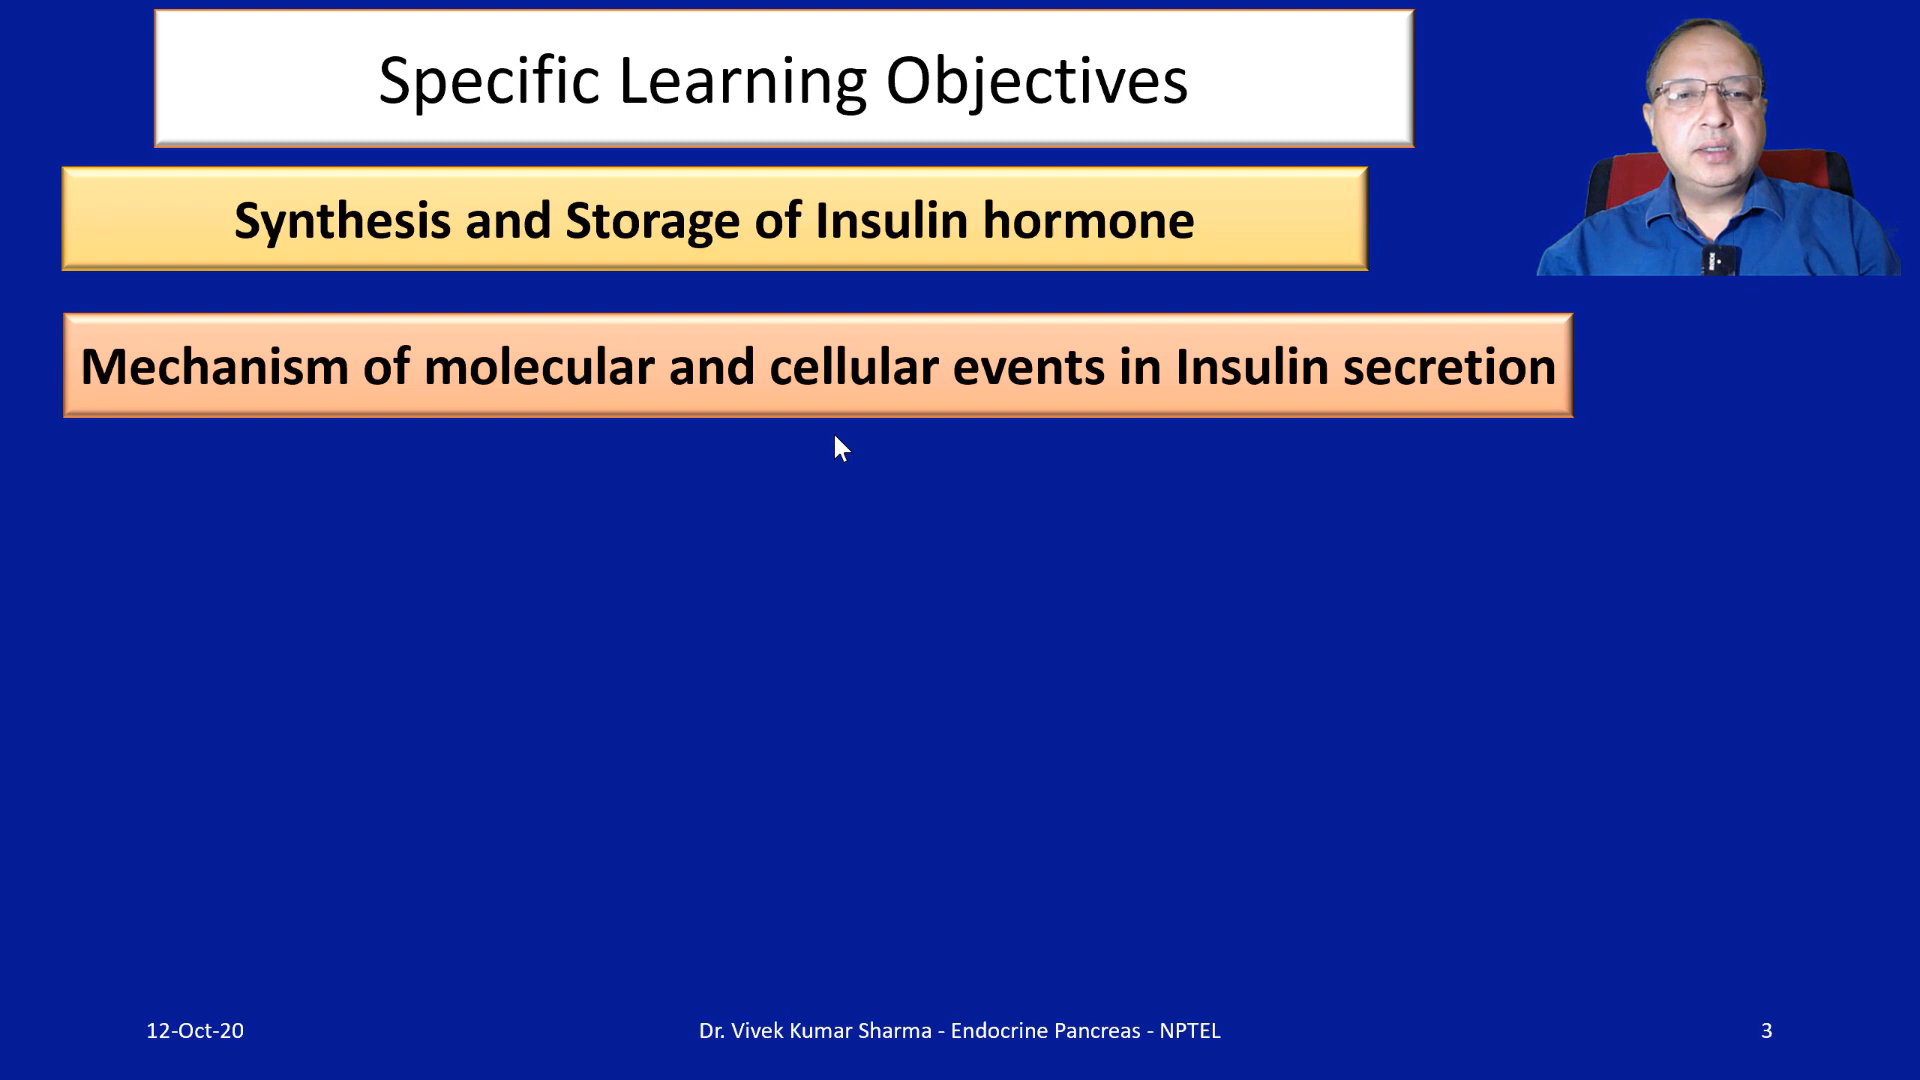 Specific Learning Objectives
Synthesis and Storage of Insulin hormone
Mechanism of molecular and cellular events in Insulin secretion
12-Oct-20
Dr. Vivek Kumar Sharma - Endocrine Pancreas - NPTEL
3